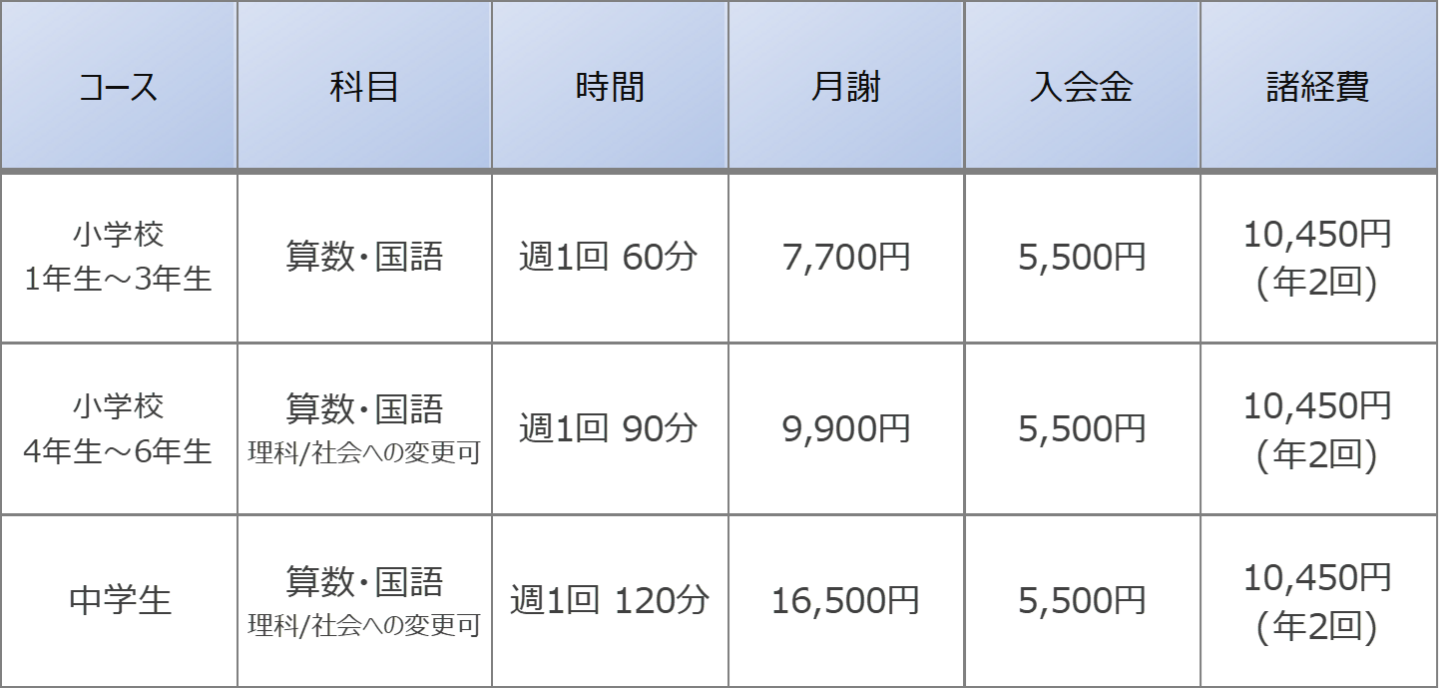 コース 科目 時間 月謝 入会金 諸経費
小学校
1年生～3年生
算数・国語
週1回 60分
7,700円
5,500円
10,450円
(年2回)
小学校
4年生～6年生
算数・国語
理科/社会への変更可
週1回 90分
9,900円
5,500円
10,450円
(年2回)
中学生
算数・国語
理科/社会への変更可
週1回 120分
16,500円
5,500円
10,450円
(年2回)